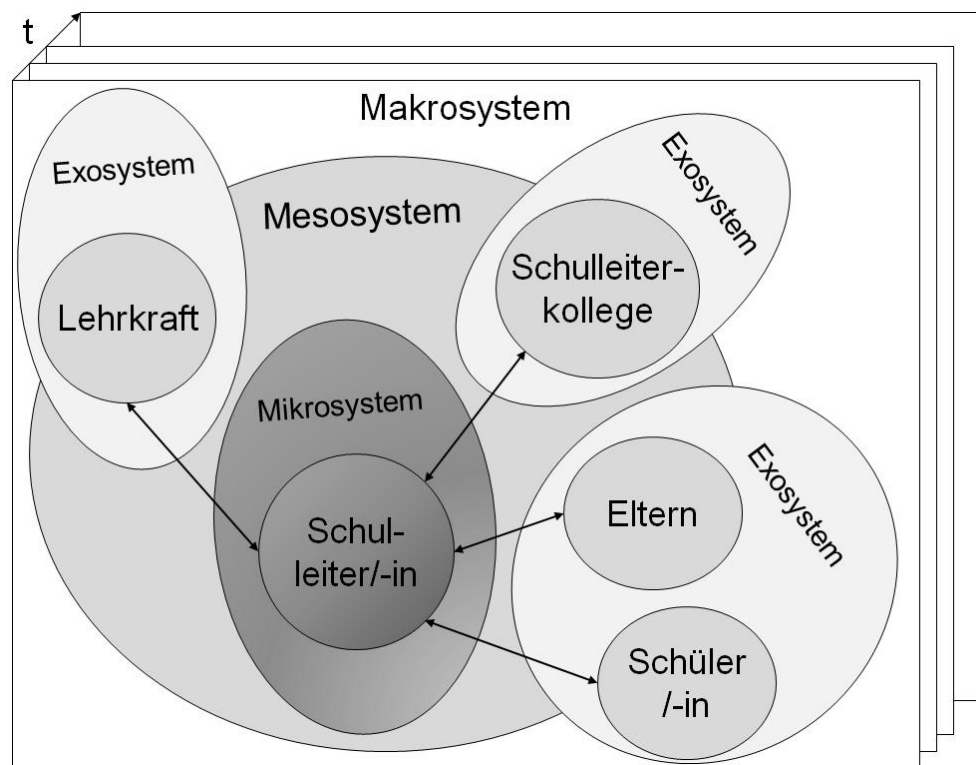 t
Makrosystem
Exosystem
Exosystem
Mesosystem
Schulleiter-
kollege
Lehrkraft
Mikrosystem
Exosystem
Eltern
Schul-
leiter/-in
Schüler
/-in